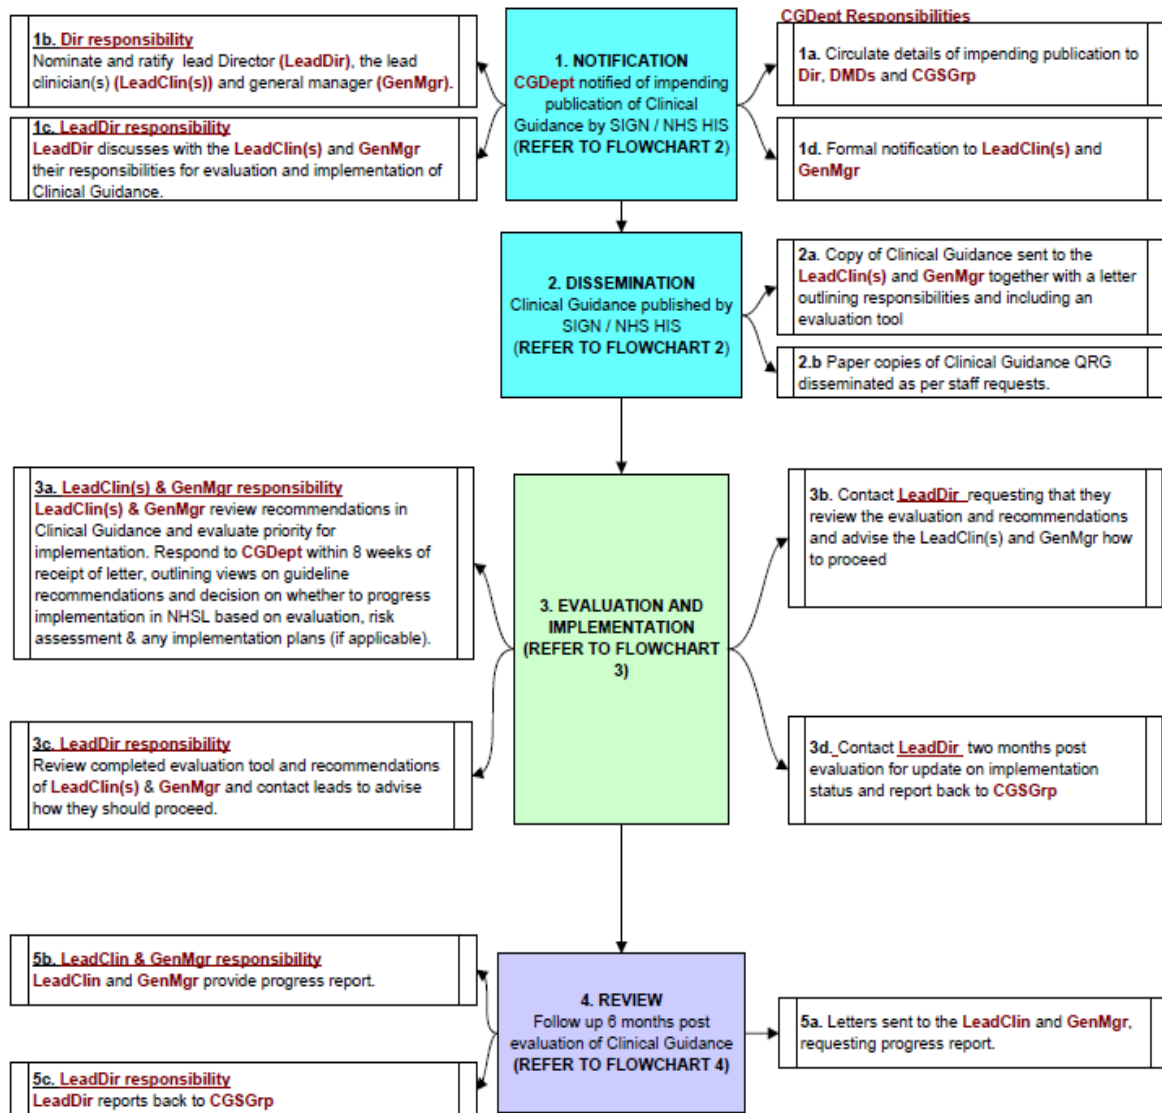 CGDept Responsibilities
1b. Dir responsibility
Nominate and ratify lead Director (LeadDir), the lead
clinician(s) (LeadClin(s)) and general manager (GenMgr).
1c. LeadDir responsibility
LeadDir discusses with the LeadClin(s) and GenMgr
their responsibilities for evaluation and implementation of
Clinical Guidance.
1. NOTIFICATION
CGDept notified of impending
publication of Clinical
Guidance by SIGN / NHS HIS
(REFER TO FLOWCHART 2)
1a. Circulate details of impending publication to
Dir, DMDs and CGSGrp
1d. Formal notification to LeadClin(s) and
GenMgr
2. DISSEMINATION
Clinical Guidance published by
SIGN / NHS HIS
(REFER TO FLOWCHART 2)
2a. Copy of Clinical Guidance sent to the
LeadClin(s) and GenMgr together with a letter
outlining responsibilities and including an
evaluation tool
2.b Paper copies of Clinical Guidance QRG
disseminated as per staff requests.
3a. LeadClin(s) & GenMgr responsibility
LeadClin(s) & GenMgr review recommendations in
Clinical Guidance and evaluate priority for
implementation. Respond to CGDept within 8 weeks of
receipt of letter, outlining views on guideline
recommendations and decision on whether to progress
implementation in NHSL based on evaluation, risk
assessment & any implementation plans (if applicable).
3c. LeadDir responsibility
Review completed evaluation tool and recommendations
of LeadClin(s) & GenMgr and contact leads to advise
how they should proceed.
3. EVALUATION AND
IMPLEMENTATION
(REFER TO FLOWCHART
3)
3b. Contact LeadDir requesting that they
review the evaluation and recommendations
and advise the LeadClin(s) and GenMgr how
to proceed
3d. Contact LeadDir two months post
evaluation for update on implementation
status and report back to CGSGrp
5b. LeadClin & GenMgr responsibility
LeadClin and GenMgr provide progress report.
5c. LeadDir responsibility
LeadDir reports back to CGSGrp
4. REVIEW
Follow up 6 months post
evaluation of Clinical Guidance
(REFER TO FLOWCHART 4)
5a. Letters sent to the LeadClin and GenMgr,
requesting progress report.